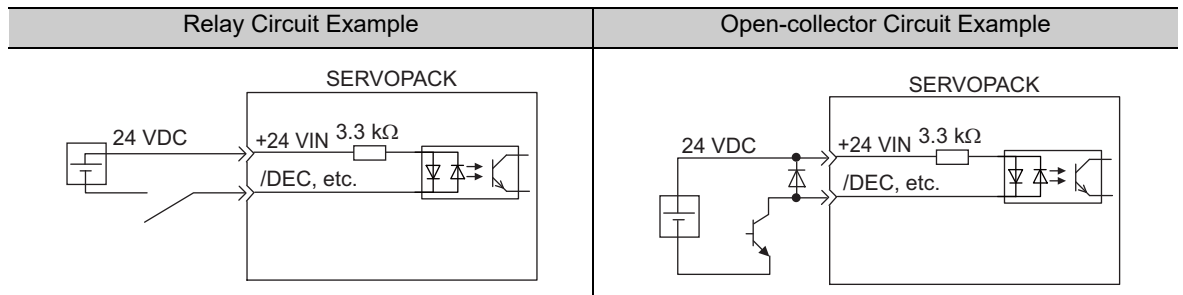 Relay Circuit Example
Open-collector Circuit Example
SERVOPACK
24 VDC
+24 VIN
3.3 kΩ
/DEC, etc.
SERVOPACK
24 VDC
+24 VIN
3.3 kΩ
/DEC, etc.